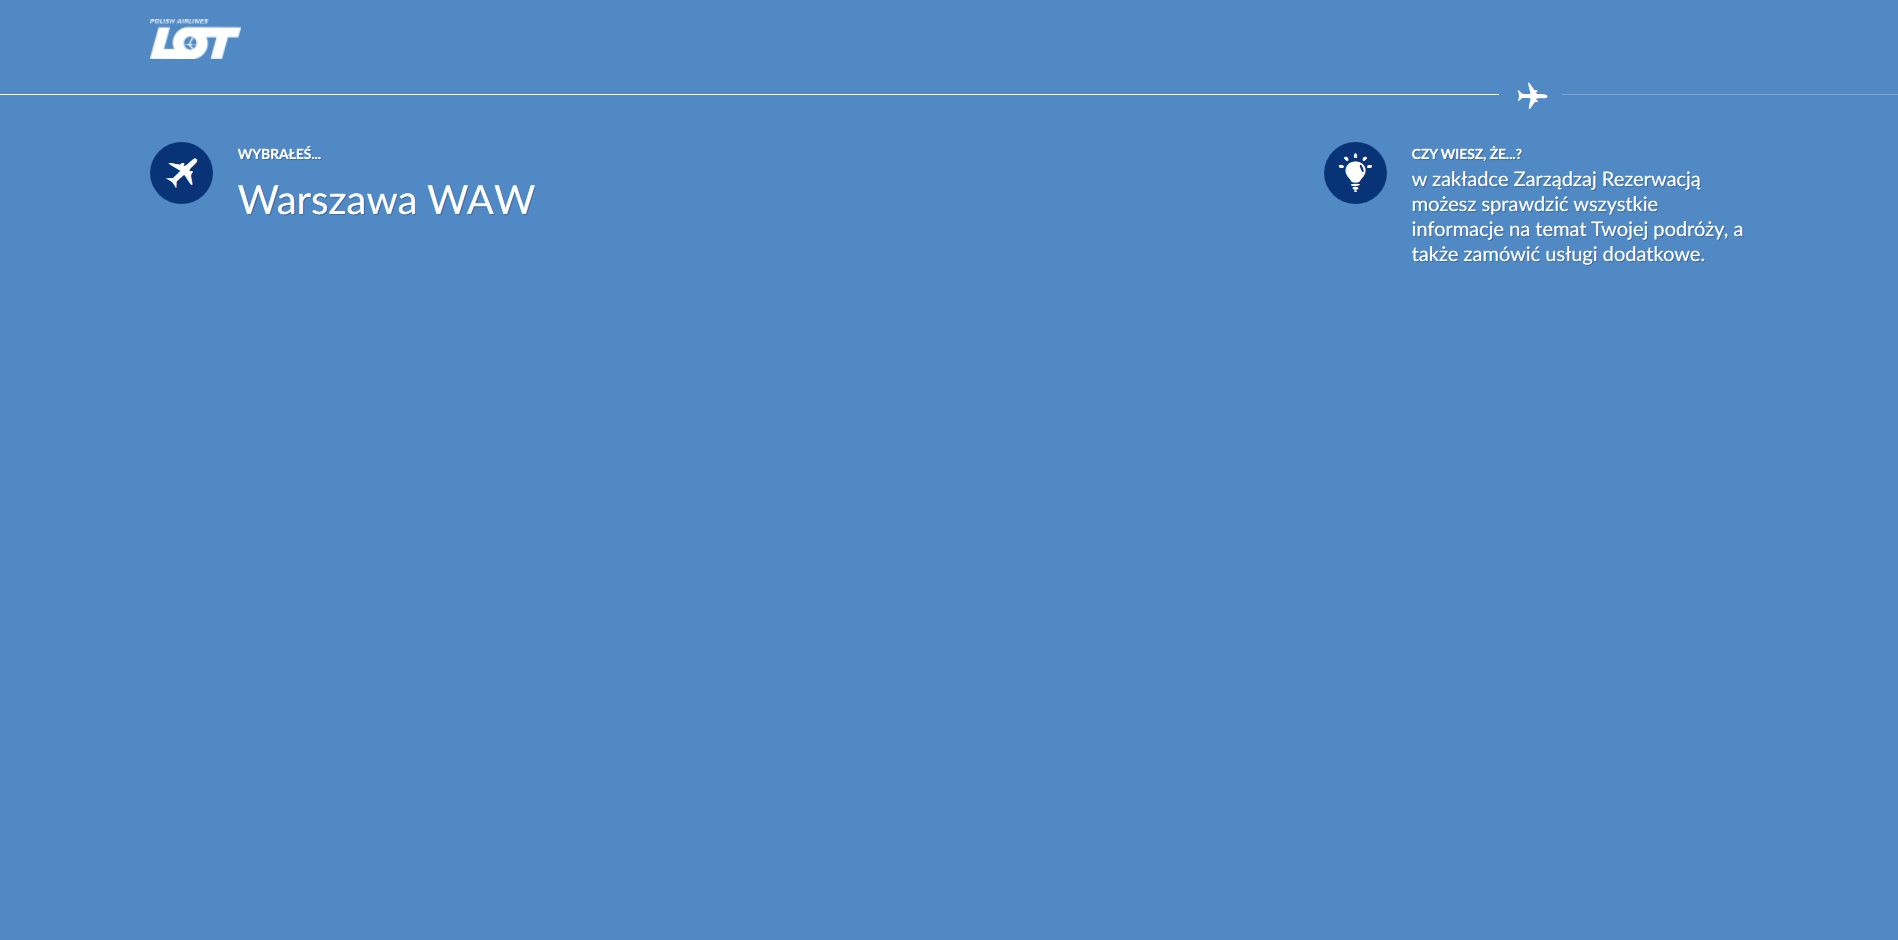 POLISH AIRLINES
LOT
WYBRAŁEŚ...
Warszawa WAW
CZY WIESZ, ŻE...?
w zakładce Zarządzaj Rezerwacją
możesz sprawdzić wszystkie
informacje na temat Twojej podróży, a
także zamówić usługi dodatkowe.